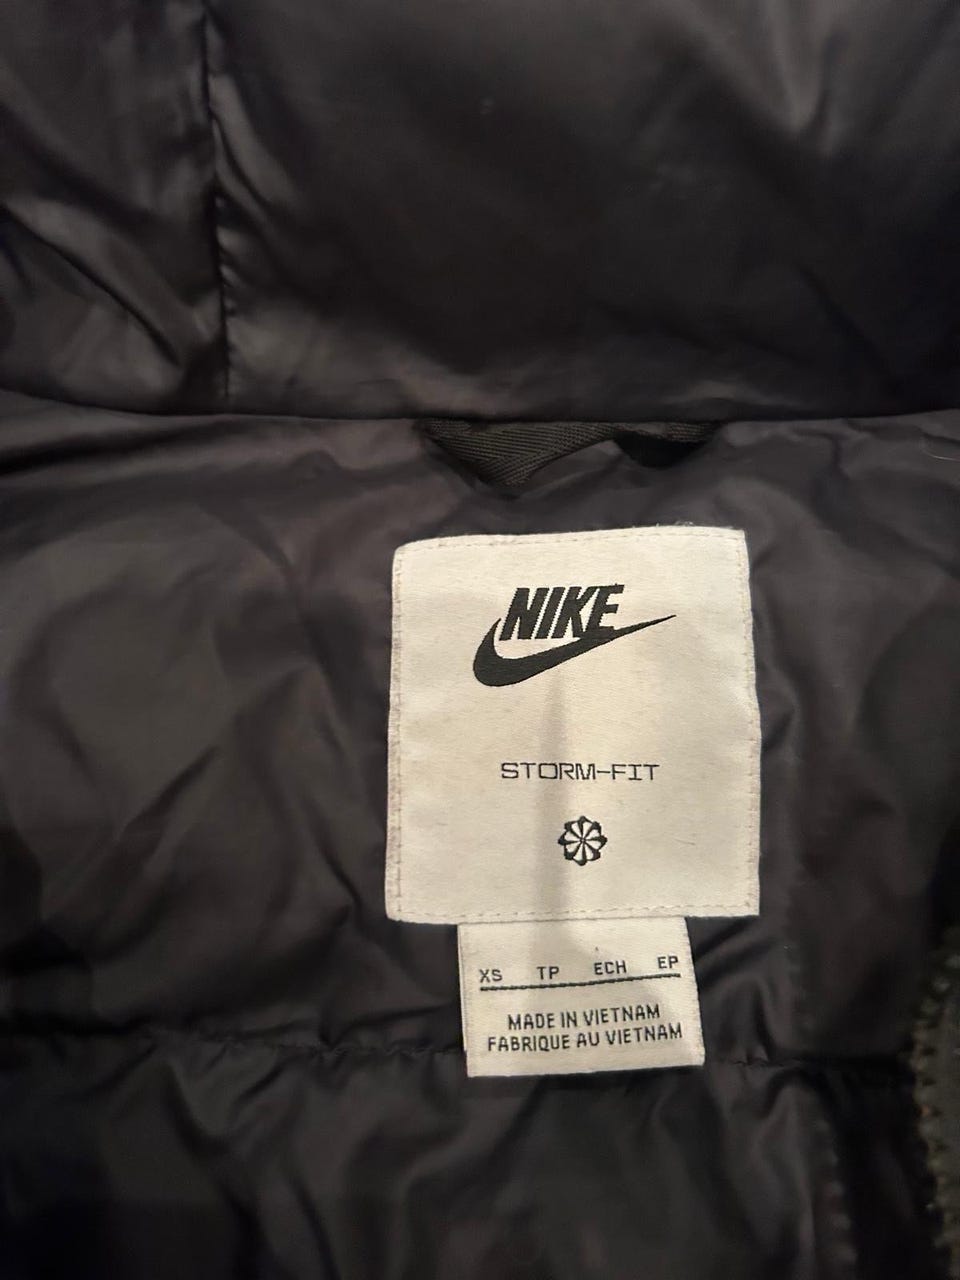 NIKE
STORM-FIT
XS TP ECH EP
MADE IN VIETNAM
FABRIQUE AU VIETNAM